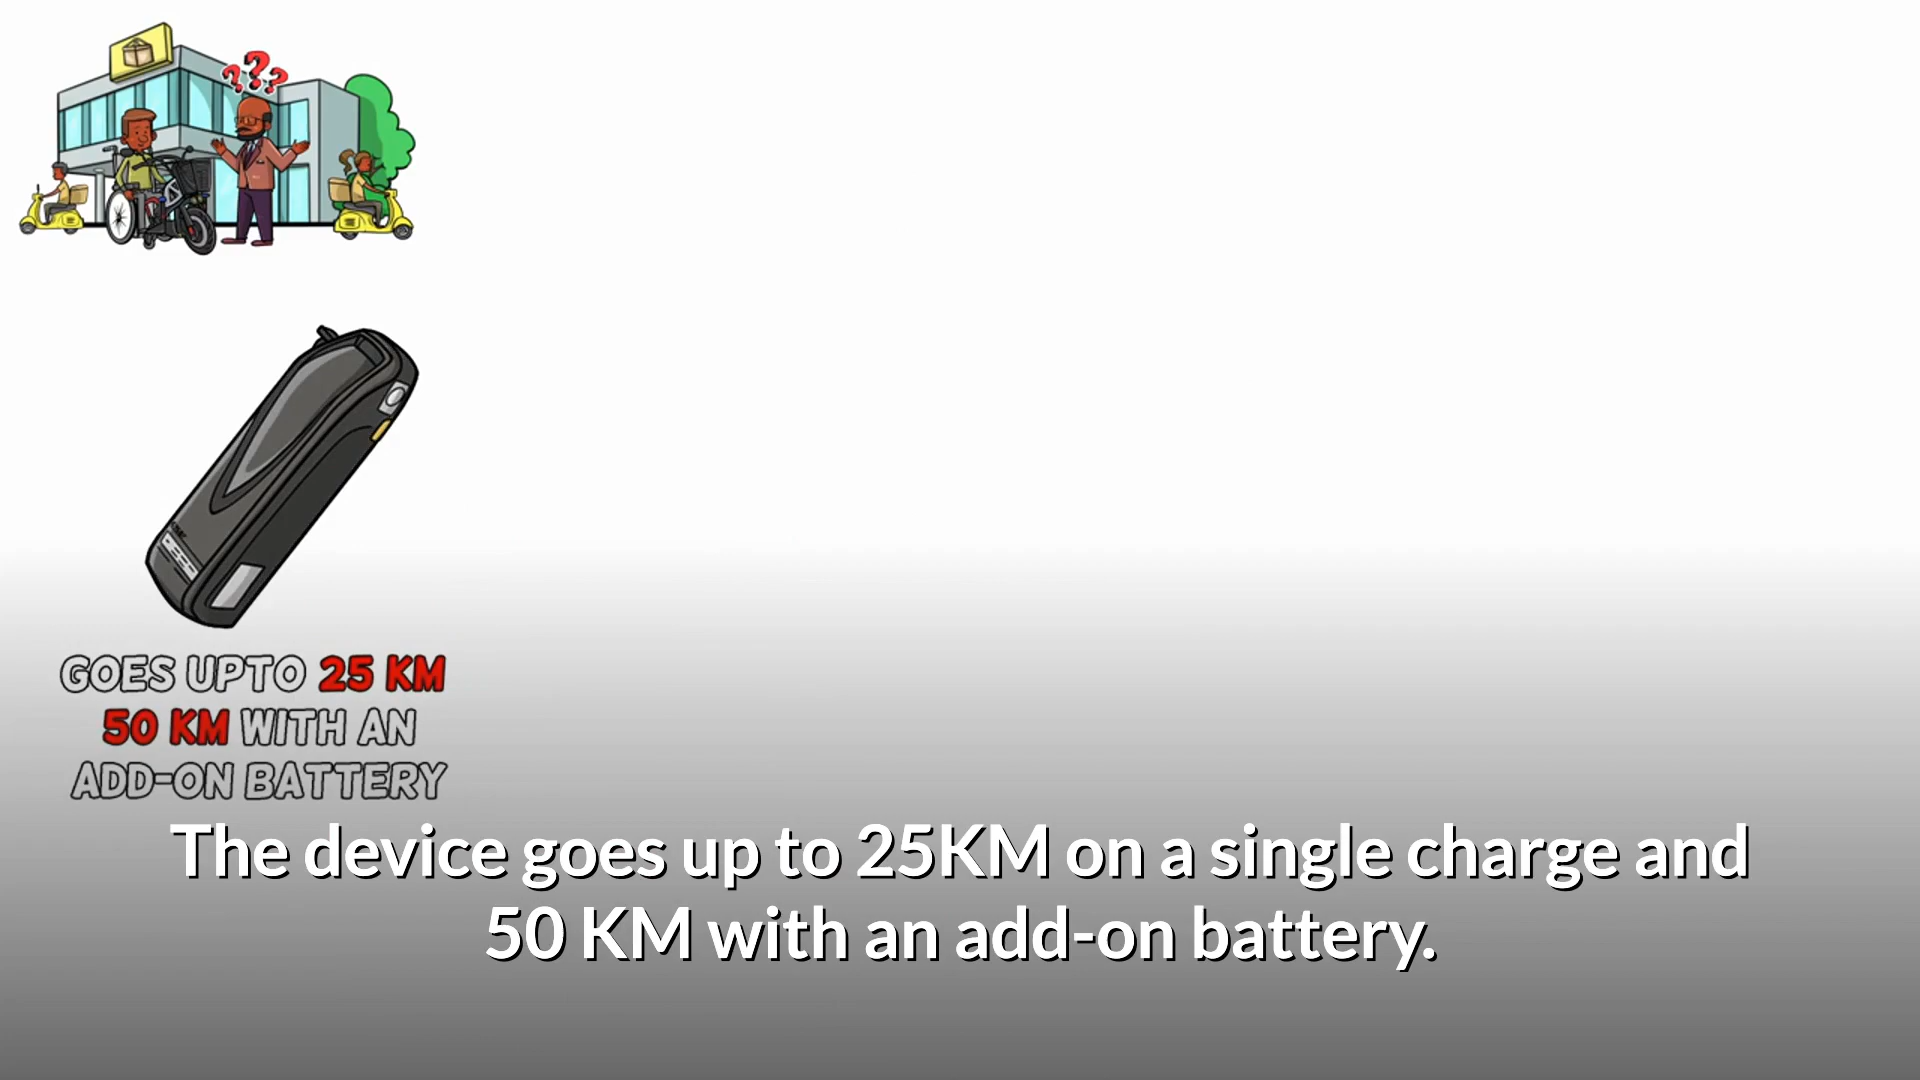 ???
GOES UPTO 25 KM
50 KM WITH AN
ADD-ON BATTERY
The device goes up to 25KM on a single charge and
50 KM with an add-on battery.